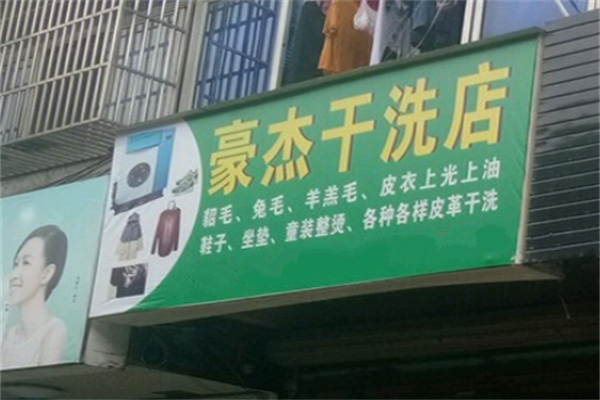 豪杰干洗店
貂毛、兔毛、羊羔毛、皮衣上光上油
鞋子、坐垫、童装整烫、各种各样皮革干洗